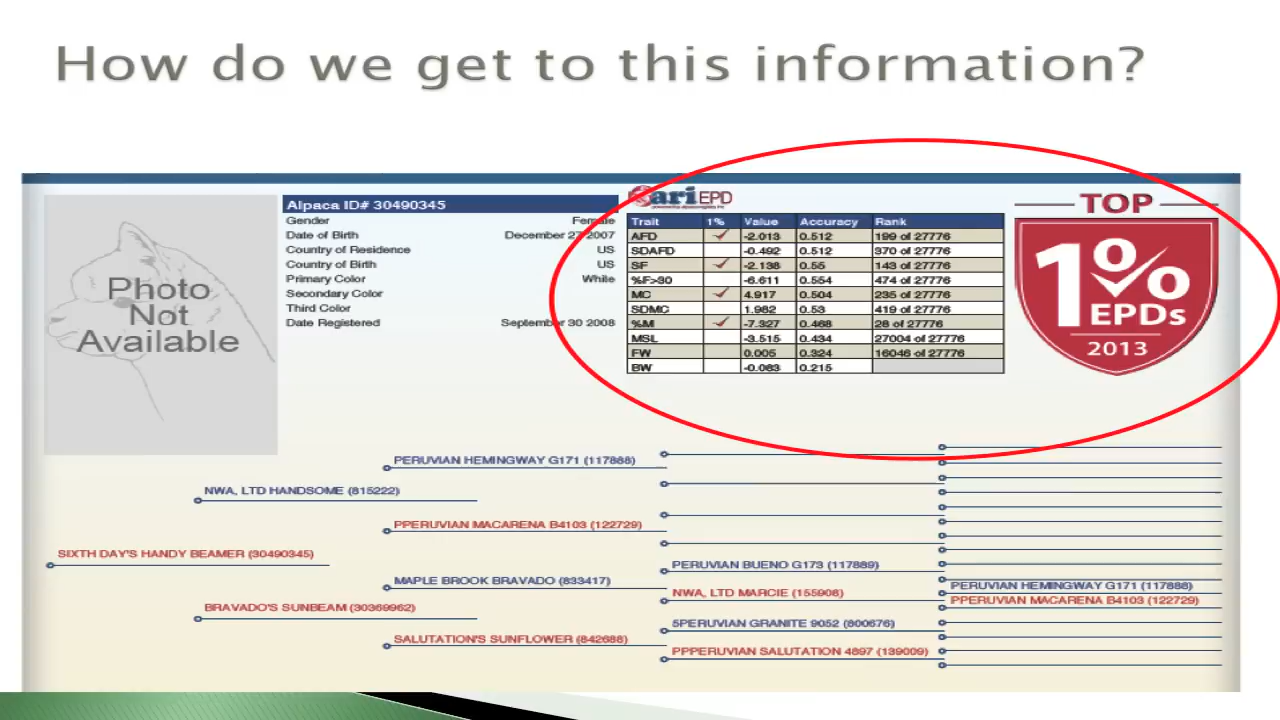 How do we get to this information?
Photo
Not
Available
Alpaca ID# 30490345
Gender Female
Date of Birth December 27 2007
Country of Residence US
Country of Birth US
Primary Color White
Secondary Color
Third Color
Date Registered September 30 2008
ari EPD
Trait 1% Value Accuracy Rank
AFD ✓ -2.013 0.512 199 of 27776
SDAFD -0.492 0.512 370 of 27776
SF ✓ -2.138 0.55 143 of 27776
%F>30 -6.611 0.554 474 of 27776
MC ✓ 4.917 0.504 235 of 27776
SDMC 1.982 0.53 419 of 27776
%M ✓ -7.327 0.468 28 of 27776
MSL -3.515 0.434 27004 of 27776
FW 0.005 0.324 16046 of 27776
BW -0.083 0.215
TOP
1%
EPDs
2013
PERUVIAN HEMINGWAY G171 (117888)
NWA, LTD HANDSOME (815222)
PPERUVIAN MACARENA B4103 (122729)
SIXTH DAY'S HANDY BEAMER (30490345)
PERUVIAN BUENO G173 (117889)
MAPLE BROOK BRAVADO (833417)
PERUVIAN HEMINGWAY G171 (117888)
NWA, LTD MARCIE (155908)
PPERUVIAN MACARENA B4103 (122729)
BRAVADO'S SUNBEAM (30369962)
5PERUVIAN GRANITE 9052 (800676)
SALUTATION'S SUNFLOWER (842688)
PPPERUVIAN SALUTATION 4897 (139009)